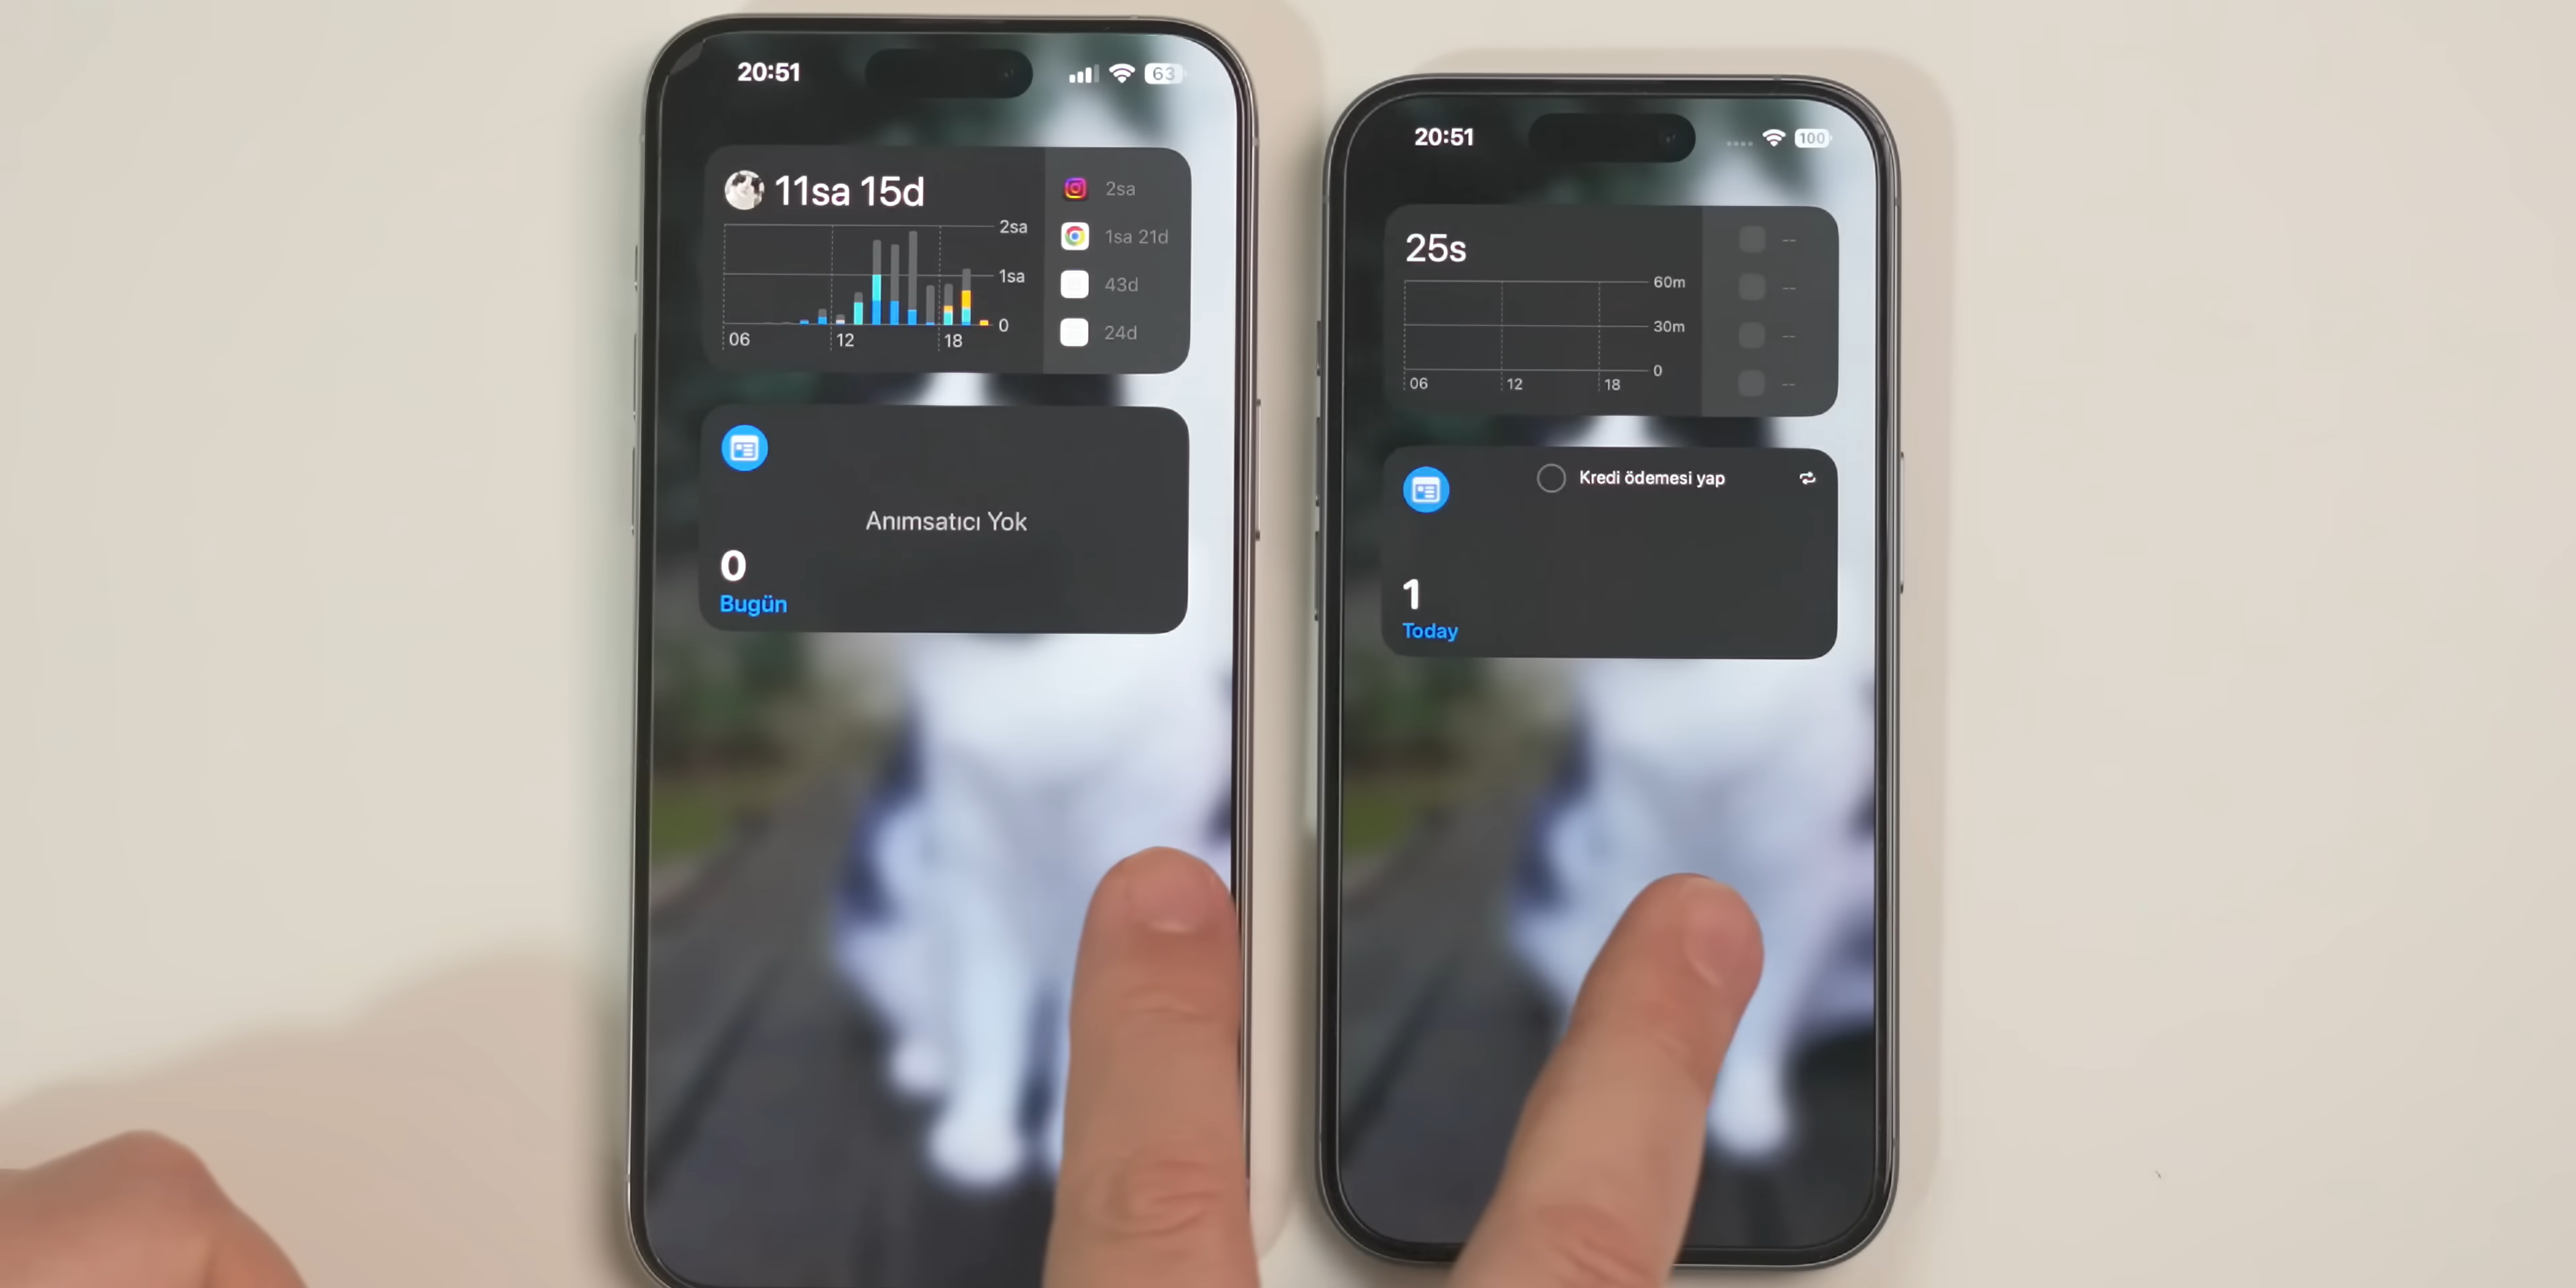 20:51
63
11sa 15d
2sa
1sa
0
06
12
18
2sa
1sa 21d
43d
24d
Anımsatıcı Yok
0
Bugün
20:51
100
25s
60m
30m
0
06
12
18
--
--
--
--
Kredi ödemesi yap
1
Today